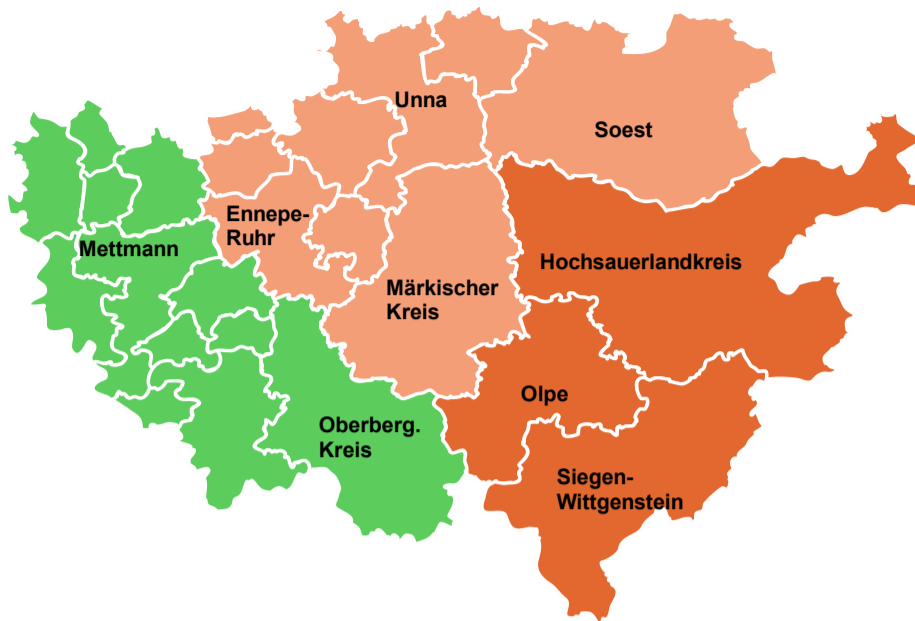 Unna
Soest
Ennepe-
Ruhr
Mettmann
Hochsauerlandkreis
Märkischer
Kreis
Olpe
Oberberg.
Kreis
Siegen-
Wittgenstein